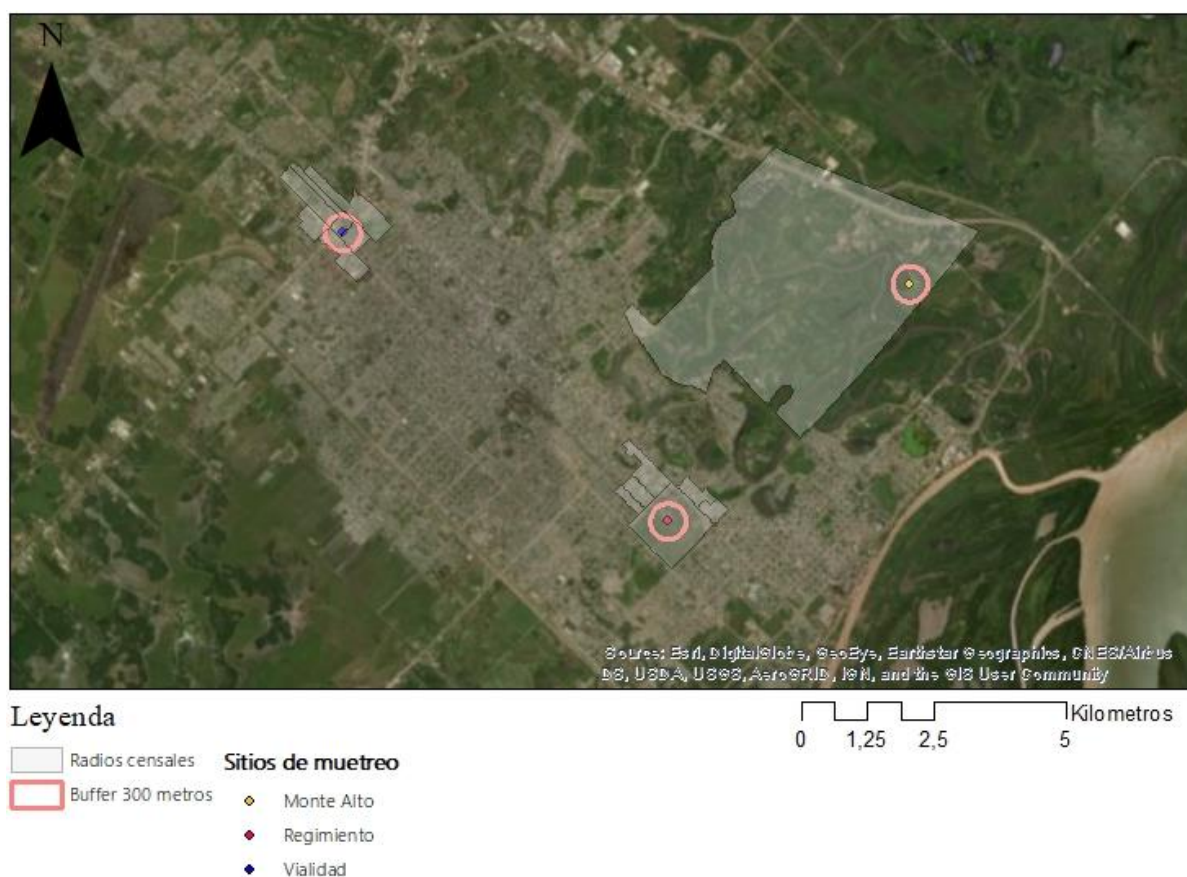 N
Source: Esri, DigitalGlobe, GeoEye, Earthstar Geographics, CNES/Airbus
DS, USDA, USGS, AeroGRID, IGN, and the GIS User Community
Leyenda
Radios censales
Buffer 300 metros
Sitios de muetreo
Monte Alto
Regimiento
Vialidad
Kilometros
0 1,25 2,5 5